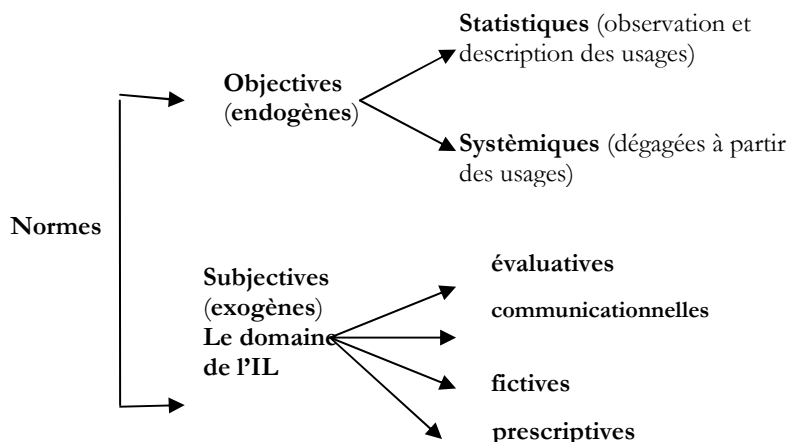 Statistiques (observation et
description des usages)
Objectives
(endogènes)
Systèmiques (dégagées à partir
des usages)
Normes
Subjectives
(exogènes)
Le domaine
de l'IL
évaluatives
communicationnelles
fictives
prescriptives